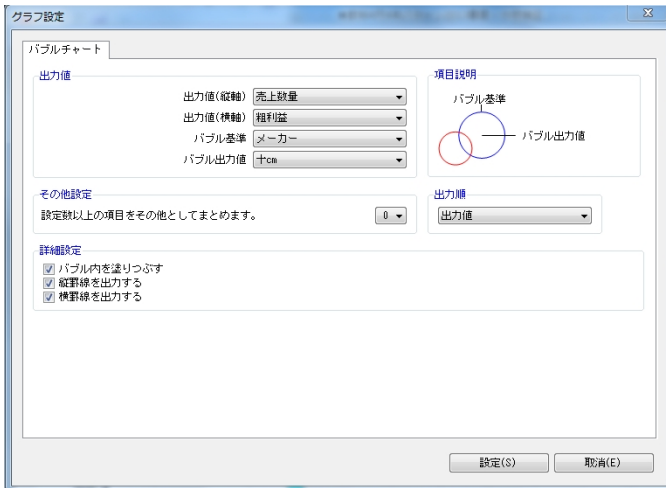 グラフ設定
バブルチャート
出力値
出力値(縦軸) 売上数量
出力値(横軸) 粗利益
バブル基準 メーカー
バブル出力値 十cm
項目説明
バブル基準
バブル出力値
その他設定
設定数以上の項目をその他としてまとめます。 0
出力順
出力値
詳細設定
バブル内を塗りつぶす
縦罫線を出力する
横罫線を出力する
設定(S) 取消(E)